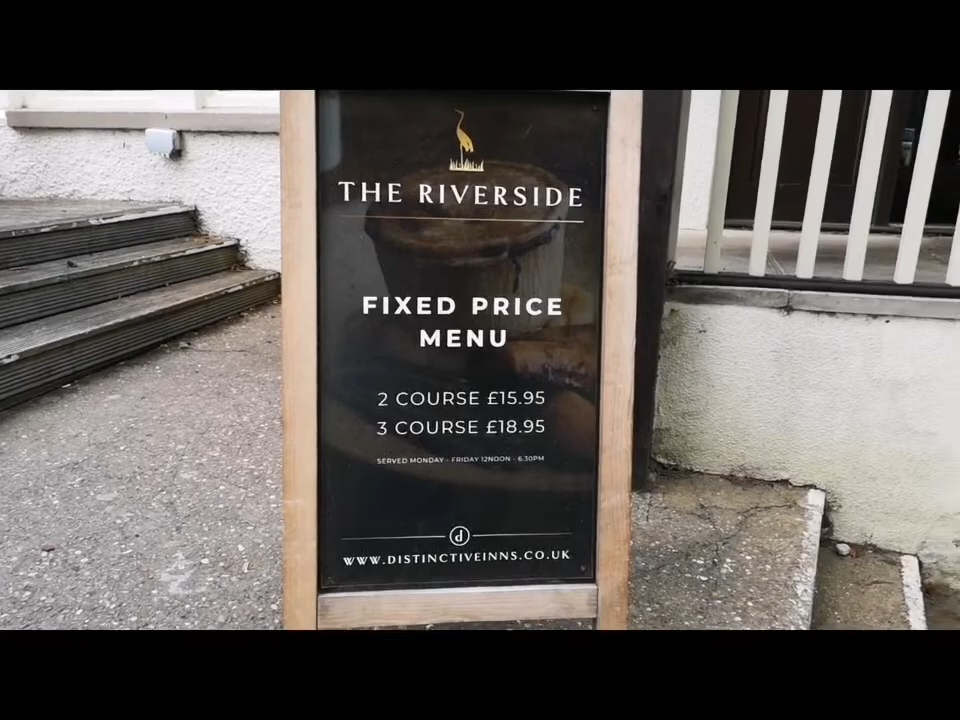 THE RIVERSIDE
FIXED PRICE
MENU
2 COURSE £15.95
3 COURSE £18.95
SERVED MONDAY - FRIDAY 12NOON - 6.30PM
d
WWW.DISTINCTIVEINNS.CO.UK